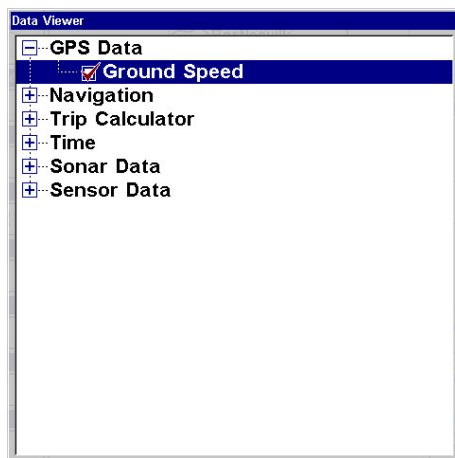 Data Viewer
GPS Data
Ground Speed
Navigation
Trip Calculator
Time
Sonar Data
Sensor Data